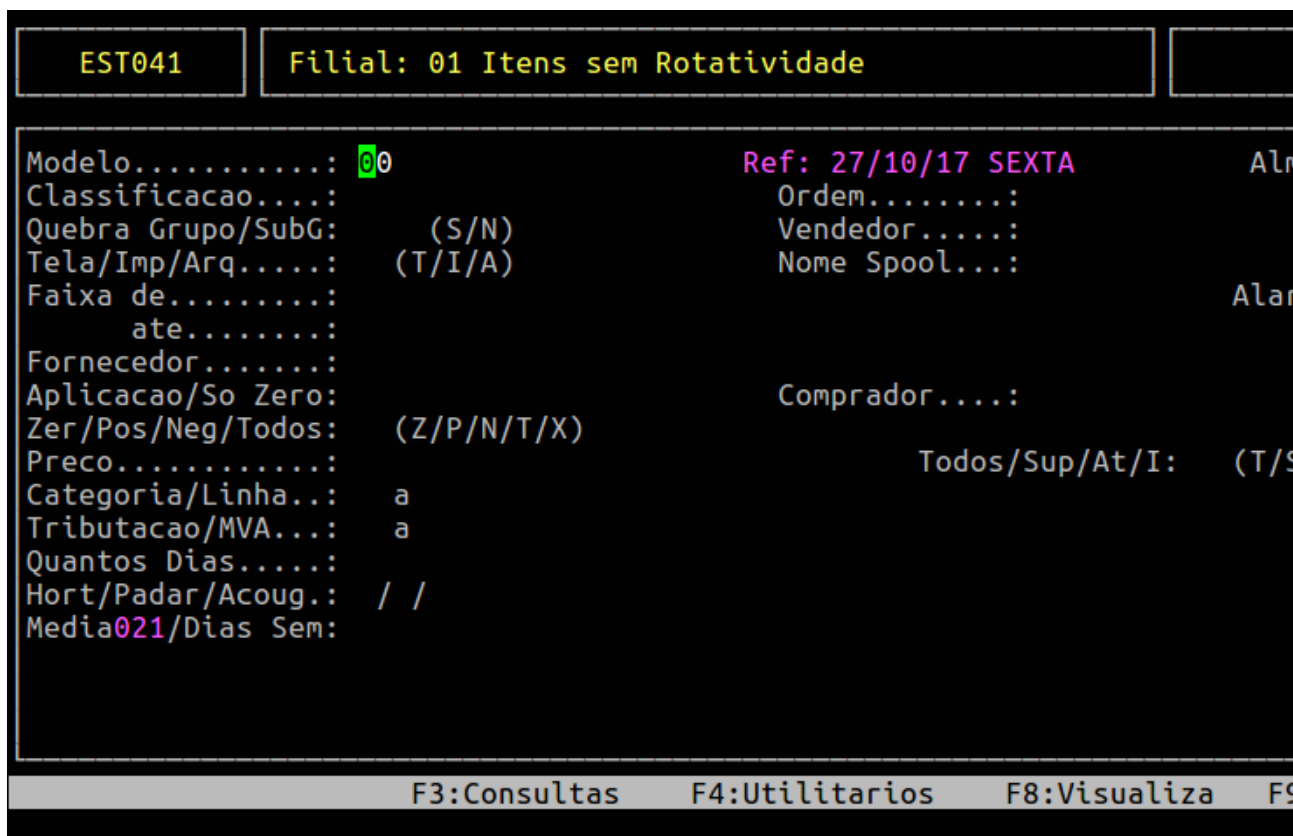 EST041 Filial: 01 Itens sem Rotatividade
Modelo...........: 00 Ref: 27/10/17 SEXTA
Classificacao....: Ordem........:
Quebra Grupo/SubG: (S/N) Vendedor.....:
Tela/Imp/Arq.....: (T/I/A) Nome Spool...:
Faixa de.........:
ate........:
Fornecedor.......:
Aplicacao/So Zero: Comprador....:
Zer/Pos/Neg/Todos: (Z/P/N/T/X)
Preco............: Todos/Sup/At/I: (T/S
Categoria/Linha..: a
Tributacao/MVA...: a
Quantos Dias.....:
Hort/Padar/Acoug.: / /
Media021/Dias Sem:
F3:Consultas F4:Utilitarios F8:Visualiza